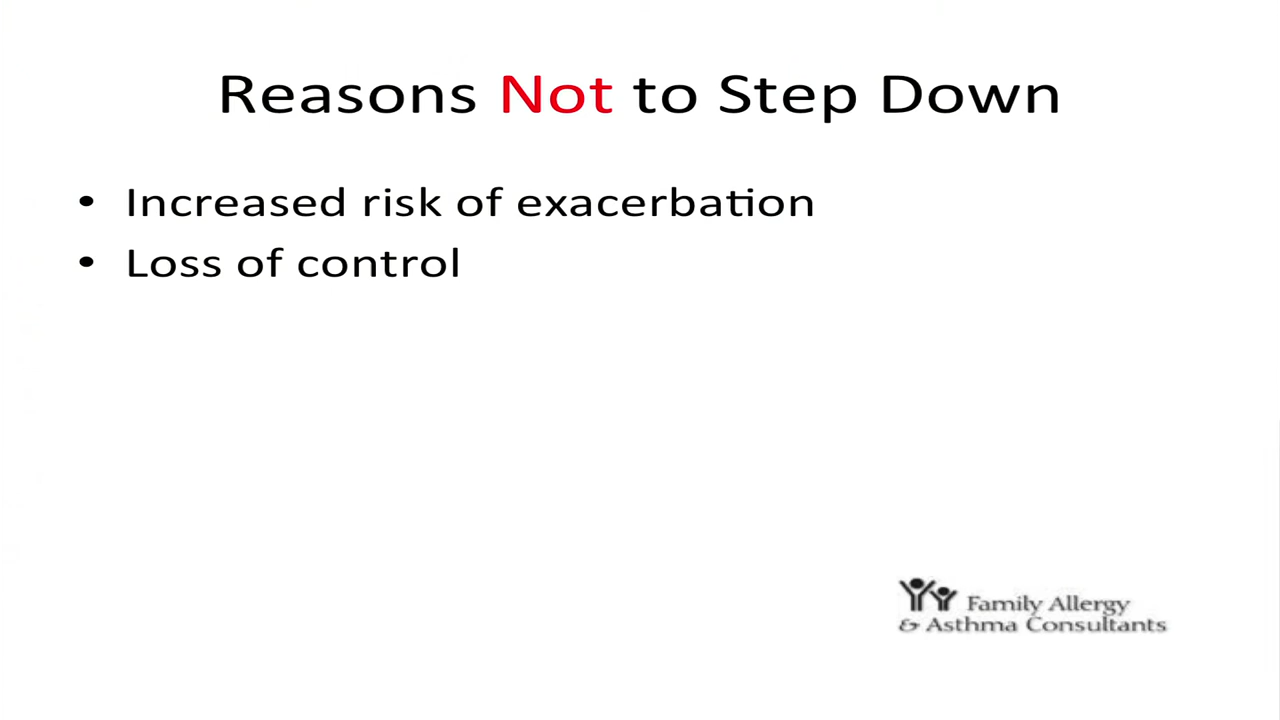 Reasons Not to Step Down
• Increased risk of exacerbation
• Loss of control
Family Allergy
& Asthma Consultants